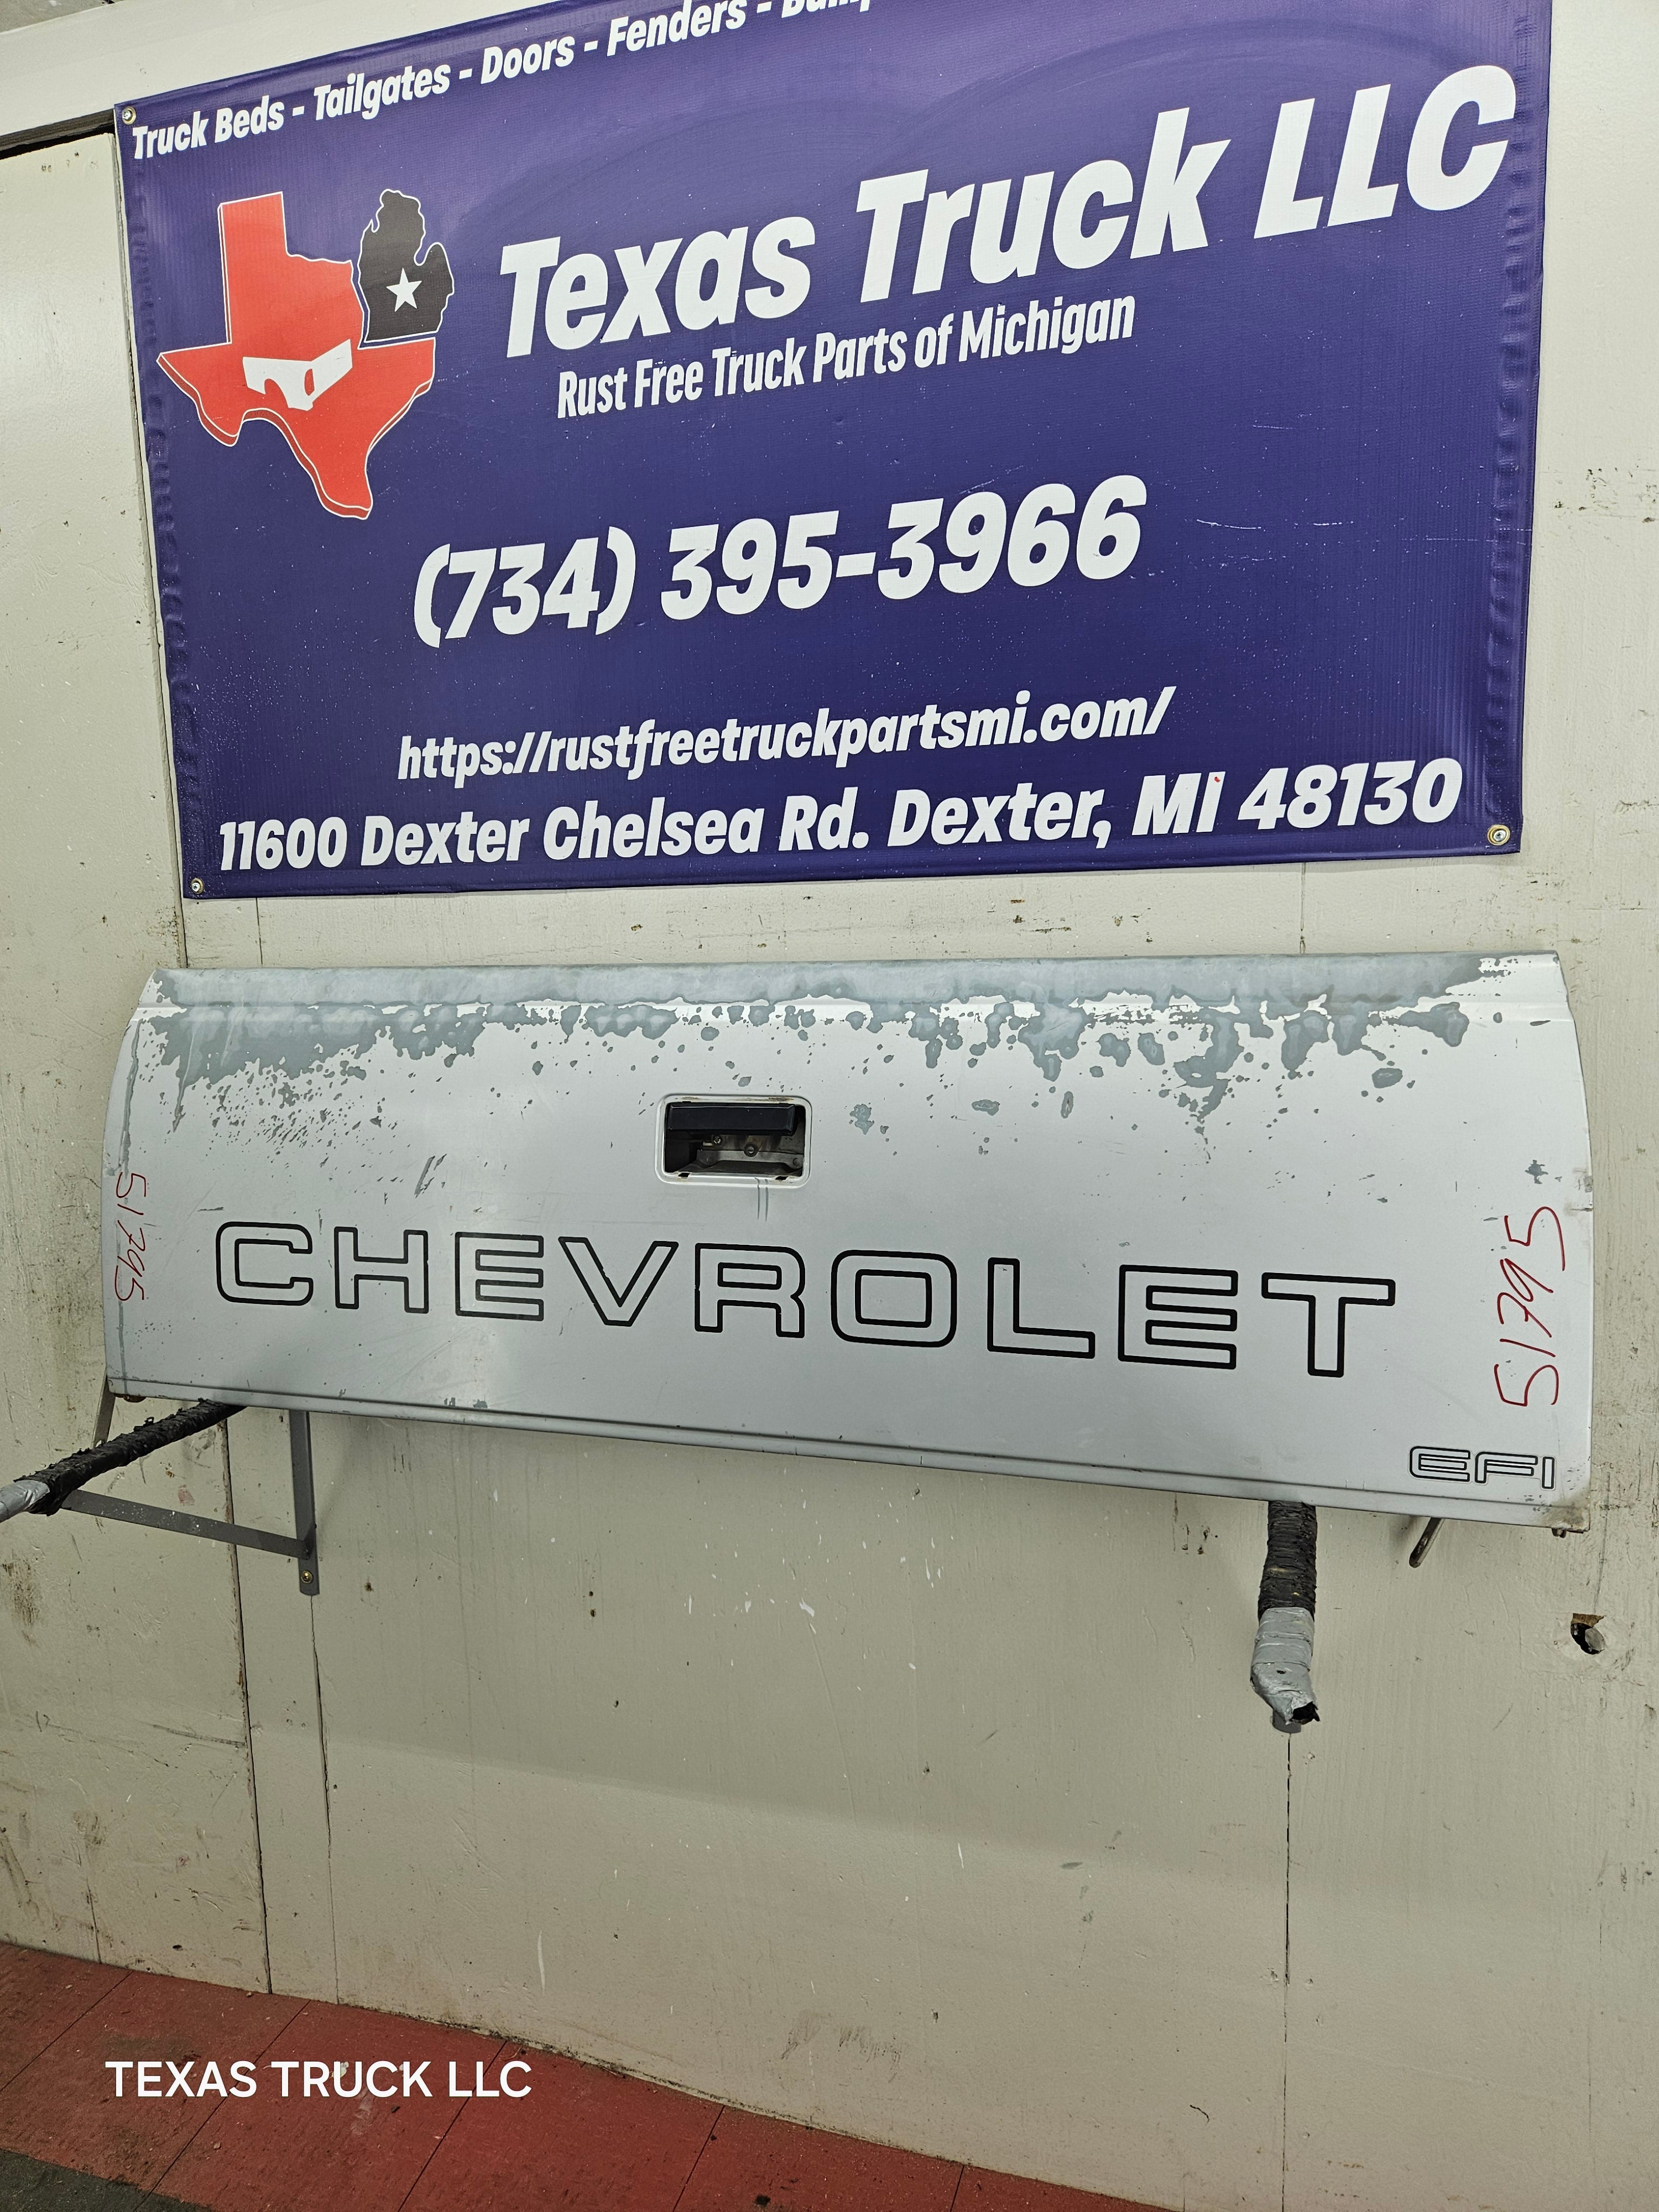 Truck Beds - Tailgates - Doors - Fenders -
Texas Truck LLC
Rust Free Truck Parts of Michigan
(734) 395-3966
https://rustfreetruckpartsmi.com/
11600 Dexter Chelsea Rd. Dexter, MI 48130
51795
CHEVROLET
51795
EFI
TEXAS TRUCK LLC